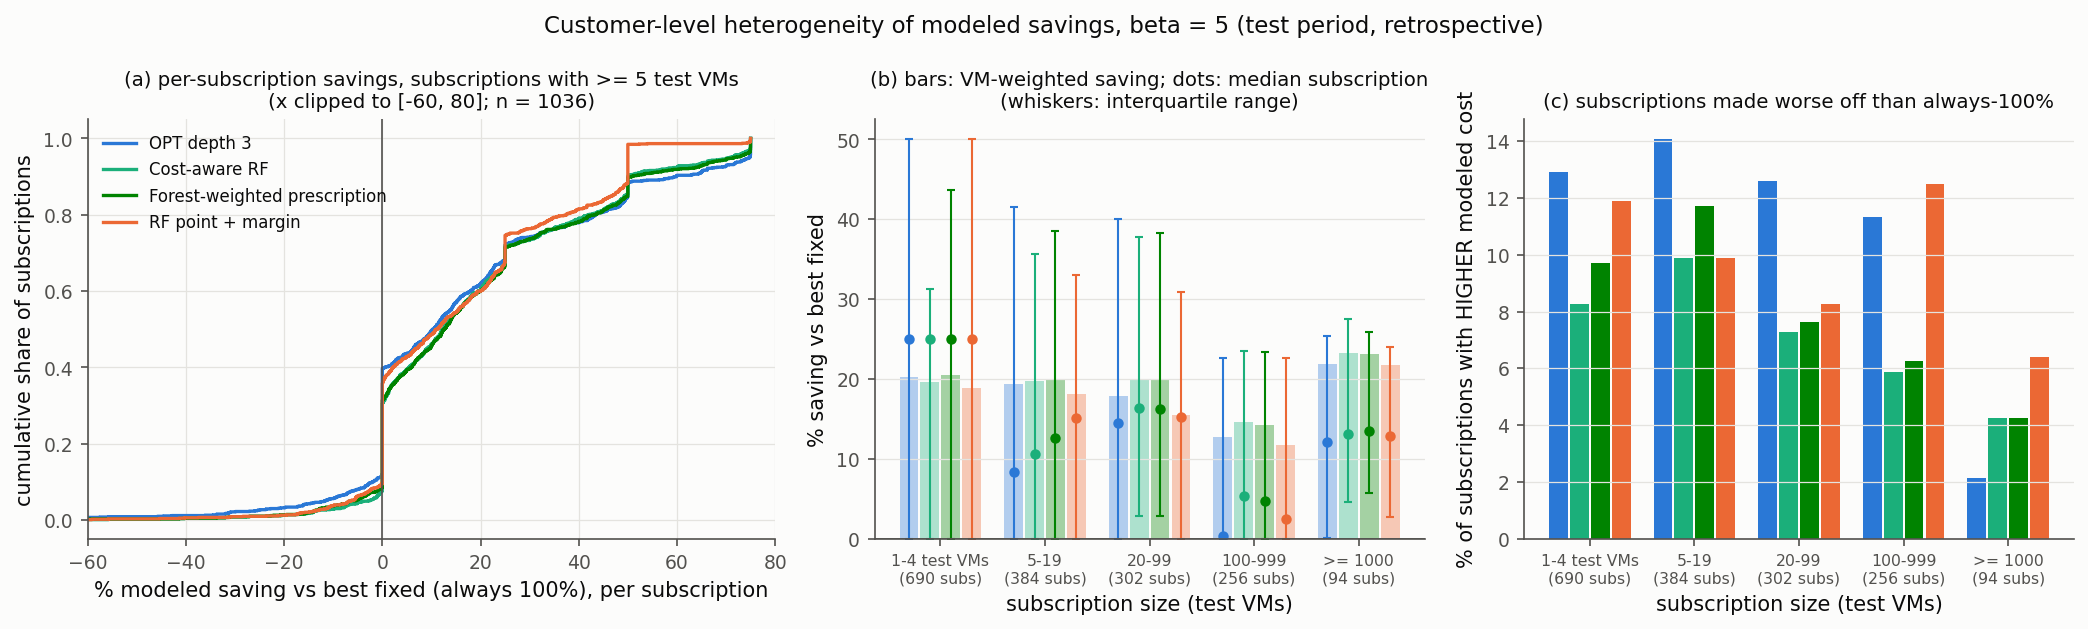 Customer-level heterogeneity of modeled savings, beta = 5 (test period, retrospective)
(a) per-subscription savings, subscriptions with >= 5 test VMs
(x clipped to [-60, 80]; n = 1036)
cumulative share of subscriptions
1.0
0.8
0.6
0.4
0.2
0.0
OPT depth 3
Cost-aware RF
Forest-weighted prescription
RF point + margin
−60
−40
−20
0
20
40
60
80
% modeled saving vs best fixed (always 100%), per subscription
(b) bars: VM-weighted saving; dots: median subscription
(whiskers: interquartile range)
% saving vs best fixed
50
40
30
20
10
0
1-4 test VMs
(690 subs)
5-19
(384 subs)
20-99
(302 subs)
100-999
(256 subs)
>= 1000
(94 subs)
subscription size (test VMs)
(c) subscriptions made worse off than always-100%
% of subscriptions with HIGHER modeled cost
14
12
10
8
6
4
2
0
1-4 test VMs
(690 subs)
5-19
(384 subs)
20-99
(302 subs)
100-999
(256 subs)
>= 1000
(94 subs)
subscription size (test VMs)